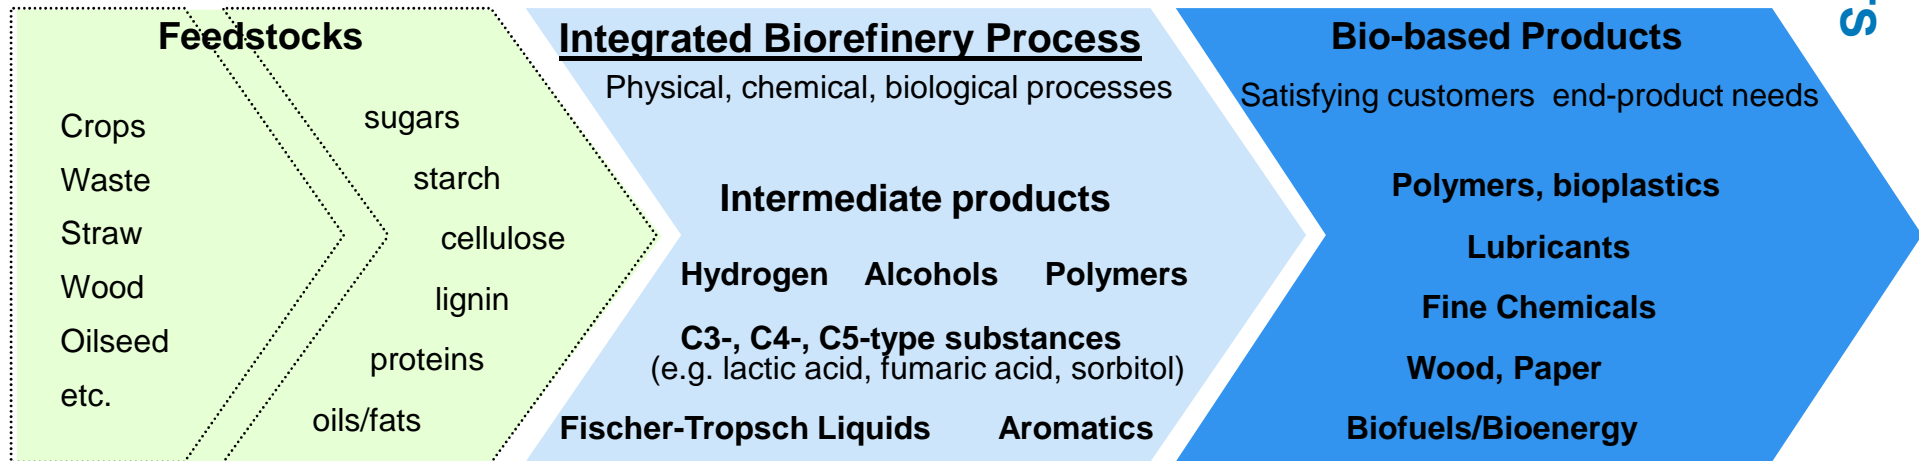 Feedstocks
Crops
Waste
Straw
Wood
Oilseed
etc.
sugars
starch
cellulose
lignin
proteins
oils/fats
Integrated Biorefinery Process
Physical, chemical, biological processes
Intermediate products
Hydrogen Alcohols Polymers
C3-, C4-, C5-type substances
(e.g. lactic acid, fumaric acid, sorbitol)
Fischer-Tropsch Liquids Aromatics
Bio-based Products
Satisfying customers end-product needs
Polymers, bioplastics
Lubricants
Fine Chemicals
Wood, Paper
Biofuels/Bioenergy